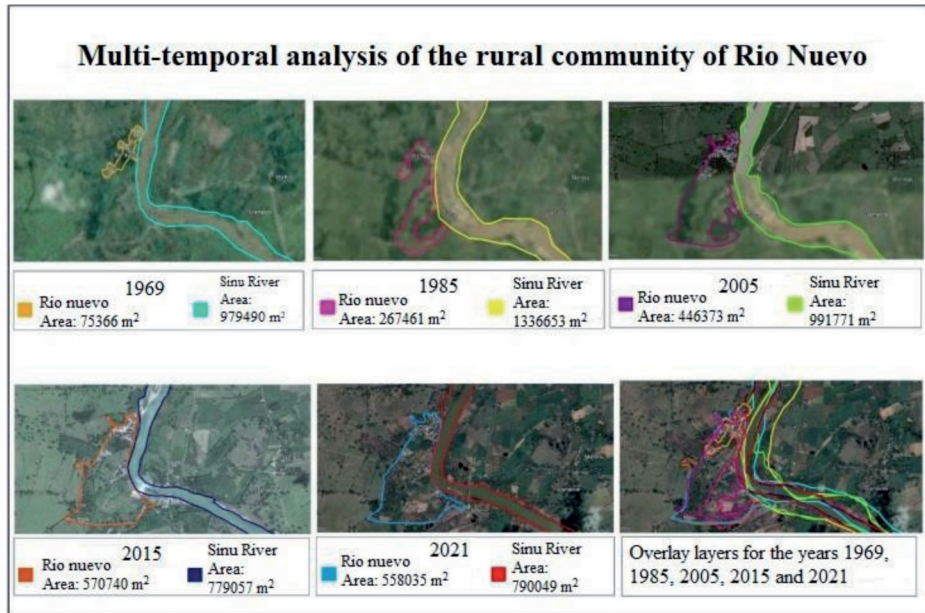 Multi-temporal analysis of the rural community of Rio Nuevo
1969
Rio nuevo
Area: 75366 m²
Sinu River
Area:
979490 m²
1985
Rio nuevo
Area: 267461 m²
Sinu River
Area:
1336653 m²
2005
Rio nuevo
Area: 446373 m²
Sinu River
Area:
991771 m²
2015
Rio nuevo
Area: 570740 m²
Sinu River
Area:
779057 m²
2021
Rio nuevo
Area: 558035 m²
Sinu River
Area:
790049 m²
Overlay layers for the years 1969,
1985, 2005, 2015 and 2021